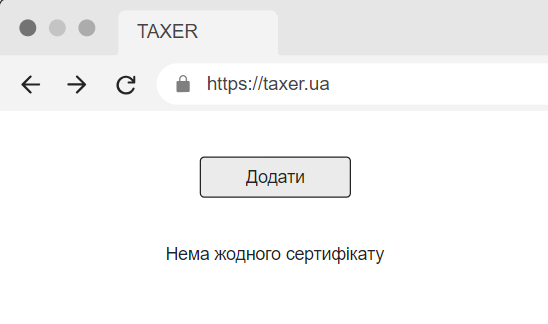 TAXER
https://taxer.ua
Додати
Нема жодного сертифікату